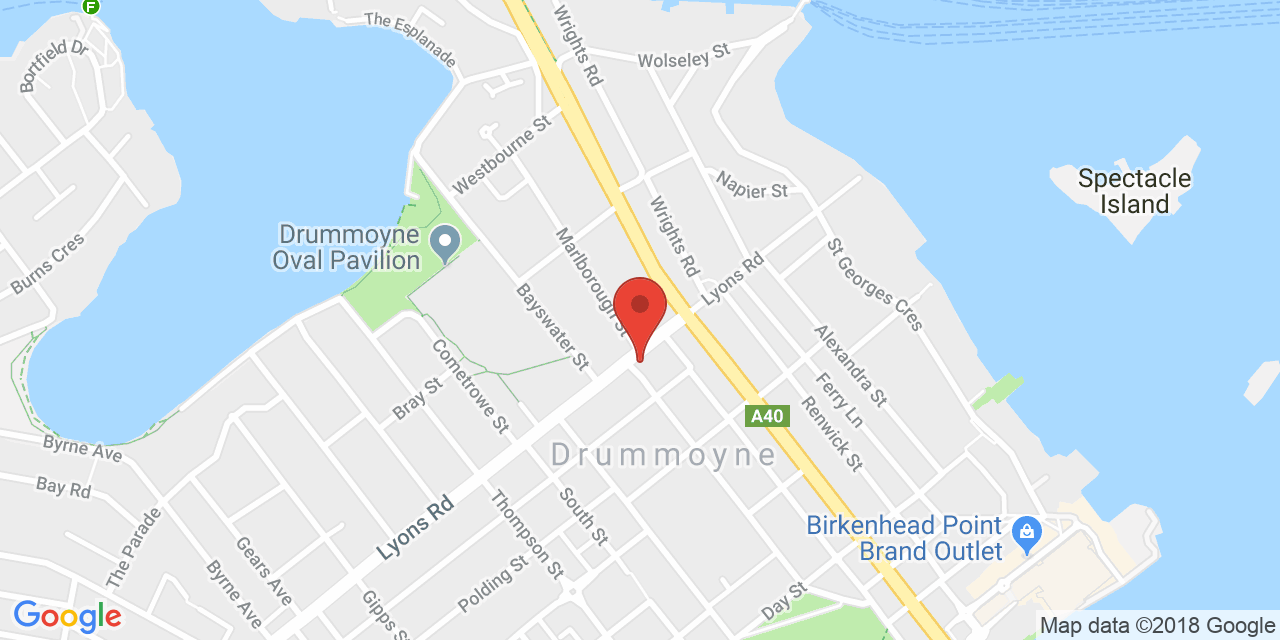 F
The Esplanade
Bortfield Dr
Wrights Rd
Wolseley St
Westbourne St
Napier St
Spectacle
Island
Drummoyne
Oval Pavilion
Burns Cres
Marlborough St
Wrights Rd
Lyons Rd
St Georges Cres
Bayswater St
Cometrowe St
Bray St
Alexandra St
Ferry Ln
Renwick St
A40
Drummoyne
Byrne Ave
Bay Rd
The Parade
Lyons Rd
South St
Thompson St
Birkenhead Point
Brand Outlet
Gears Ave
Byrne Ave
Polding St
Gipps St
Day St
Google
Map data ©2018 Google